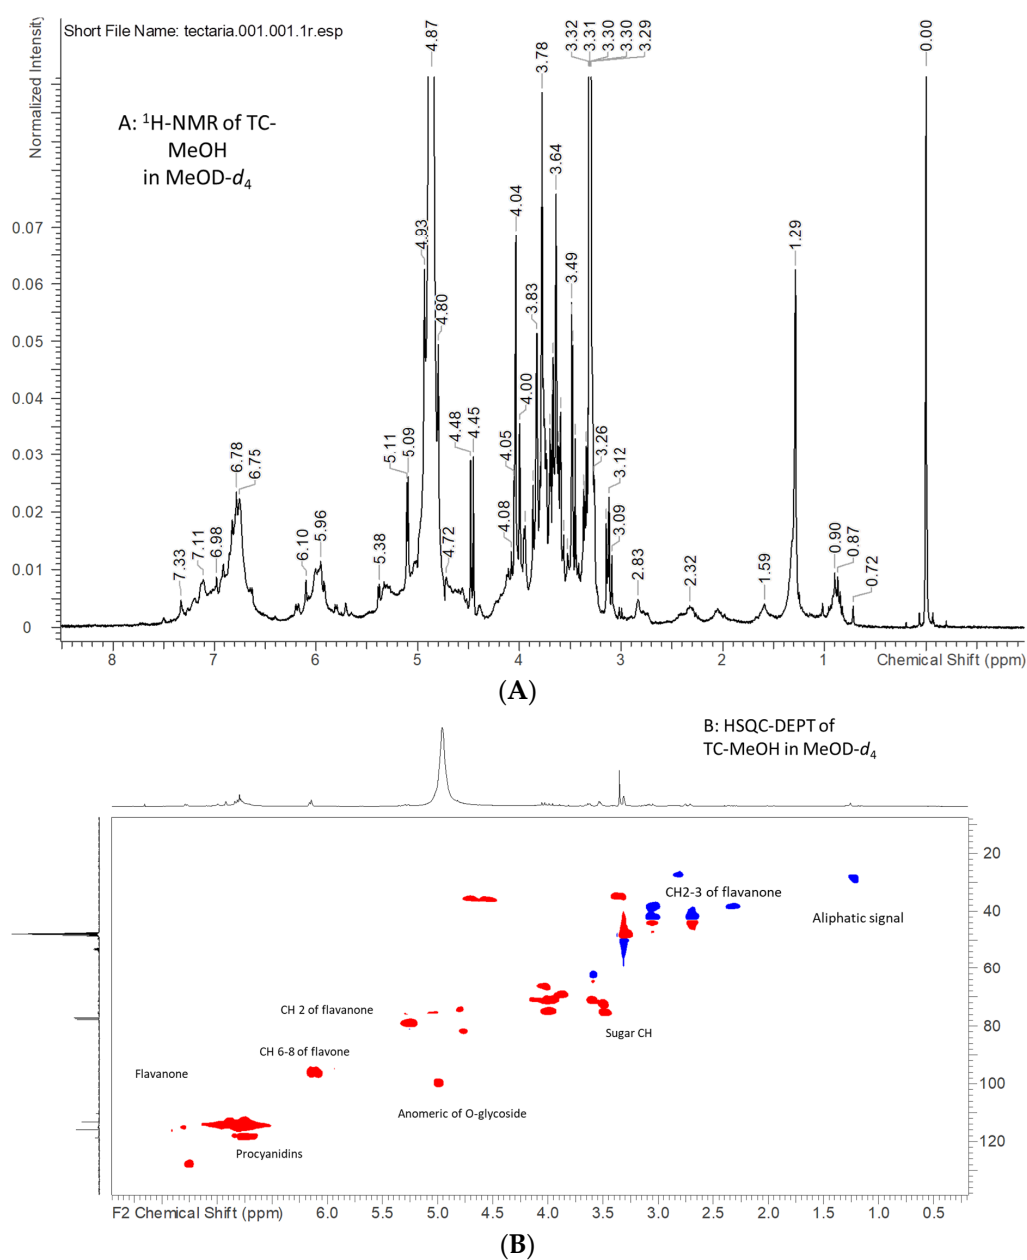 Short File Name: tectaria.001.001.1r.esp
Normalized Intensity
A: ¹H-NMR of TC-
MeOH
in MeOD-d₄
4.87
3.32 3.31 3.30 3.30 3.29
0.00
3.78
3.64
4.04
4.93
4.80
3.83
3.49
1.29
4.00
4.48
4.45
5.11
5.09
4.05
3.26
3.12
6.78
6.75
7.33
7.11
6.98
6.10
5.96
5.38
4.72
4.08
3.09
2.83
2.32
1.59
0.90
0.87
0.72
0.07
0.06
0.05
0.04
0.03
0.02
0.01
0
8 7 6 5 4 3 2 1 Chemical Shift (ppm)
(A)
B: HSQC-DEPT of
TC-MeOH in MeOD-d₄
20
CH2-3 of flavanone
40
Aliphatic signal
60
CH 2 of flavanone
80
Sugar CH
CH 6-8 of flavone
Flavanone
100
Anomeric of O-glycoside
120
Procyanidins
F2 Chemical Shift (ppm) 6.0 5.5 5.0 4.5 4.0 3.5 3.0 2.5 2.0 1.5 1.0 0.5
(B)